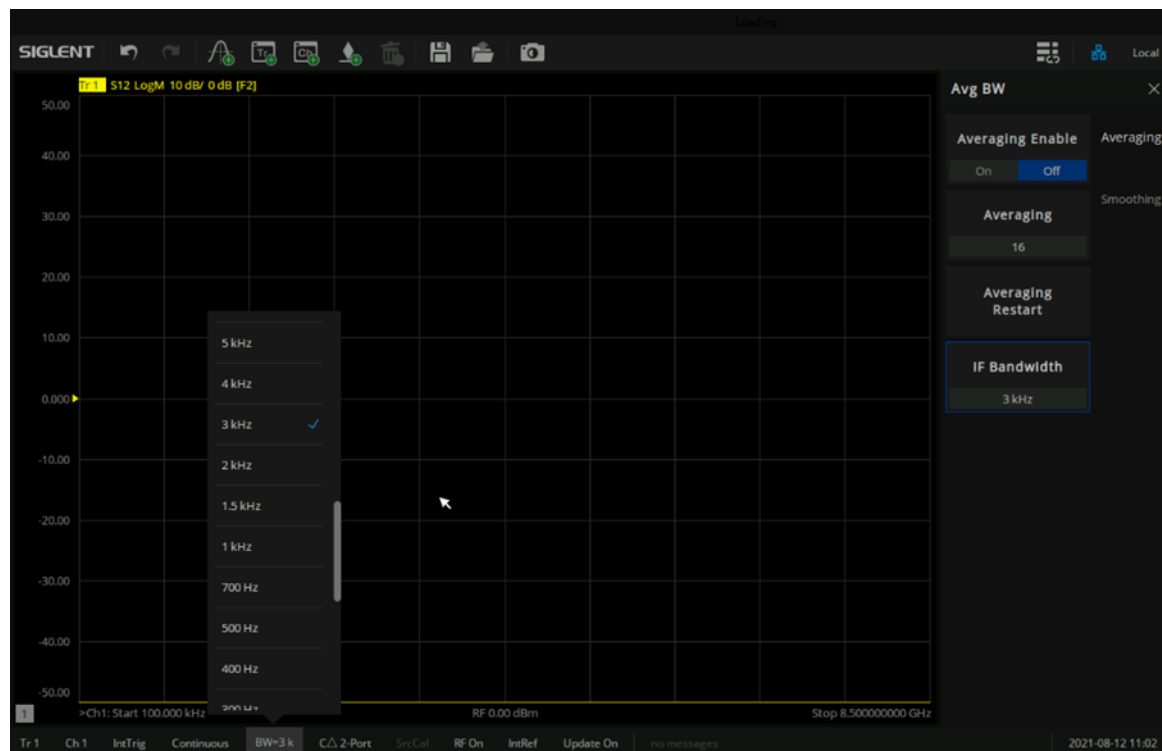 Loading
SIGLENT Local
Tr 1 S12 LogM 10 dB/ 0 dB [F2]
50.00
40.00
30.00
20.00
10.00
0.000
-10.00
-20.00
-30.00
-40.00
-50.00
5 kHz
4 kHz
3 kHz
2 kHz
1.5 kHz
1 kHz
700 Hz
500 Hz
400 Hz
300 Hz
1 >Ch1: Start 100.000 kHz RF 0.00 dBm Stop 8.500000000 GHz
Avg BW
Averaging Enable
On Off
Averaging
16
Averaging
Restart
IF Bandwidth
3 kHz
Averaging
Smoothing
Tr 1 Ch 1 IntTrig Continuous BW=3 k C△ 2-Port SrcCal RF On IntRef Update On no messages 2021-08-12 11:02